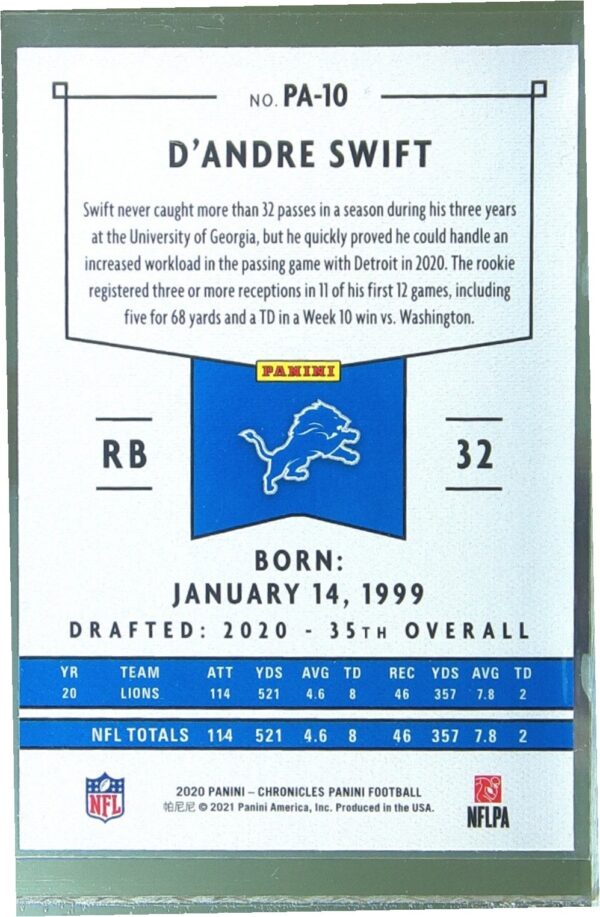 NO. PA-10
D'ANDRE SWIFT
Swift never caught more than 32 passes in a season during his three years
at the University of Georgia, but he quickly proved he could handle an
increased workload in the passing game with Detroit in 2020. The rookie
registered three or more receptions in 11 of his first 12 games, including
five for 68 yards and a TD in a Week 10 win vs. Washington.
PANINI
RB
32
BORN:
JANUARY 14, 1999
DRAFTED: 2020 - 35TH OVERALL
YR TEAM ATT YDS AVG TD REC YDS AVG TD
20 LIONS 114 521 4.6 8 46 357 7.8 2
NFL TOTALS 114 521 4.6 8 46 357 7.8 2
NFL
2020 PANINI – CHRONICLES PANINI FOOTBALL
帕尼尼 © 2021 Panini America, Inc. Produced in the USA.
NFLPA